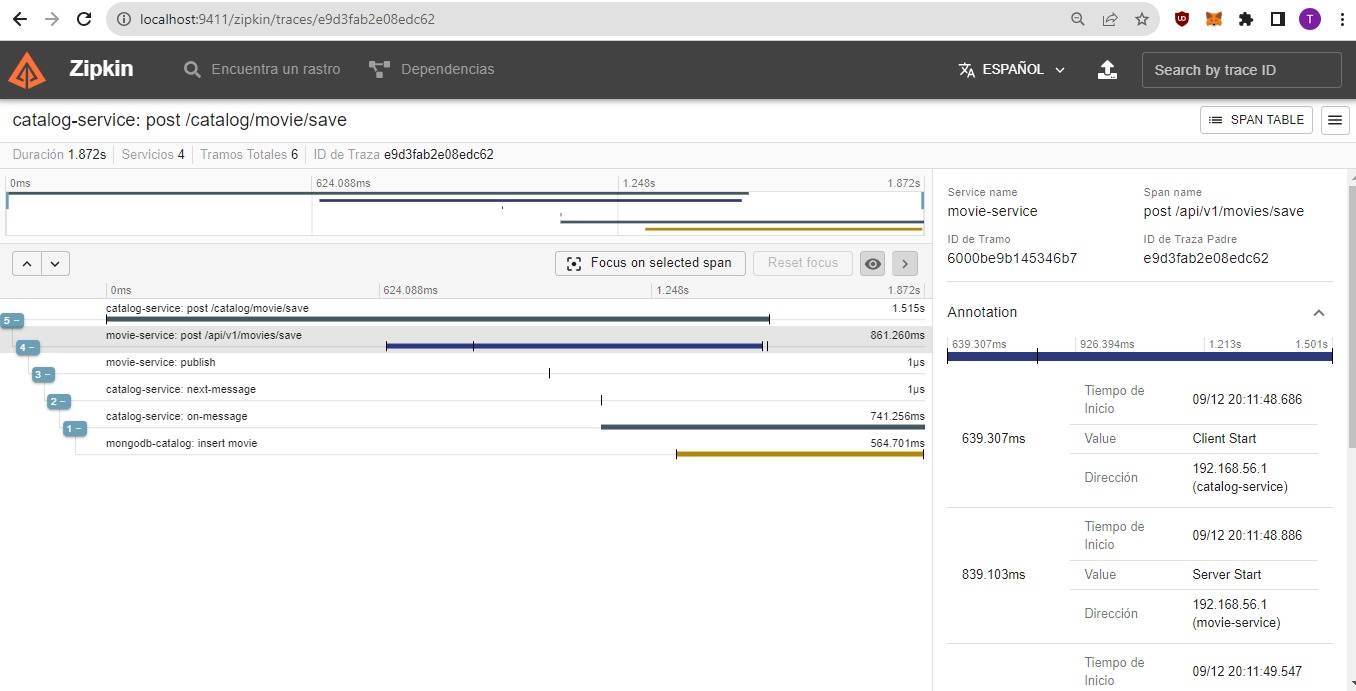 localhost:9411/zipkin/traces/e9d3fab2e08edc62
T
Zipkin
Encuentra un rastro
Dependencias
ESPAÑOL
Search by trace ID
catalog-service: post /catalog/movie/save
SPAN TABLE
Duración 1.872s Servicios 4 Tramos Totales 6 ID de Traza e9d3fab2e08edc62
0ms 624.088ms 1.248s 1.872s
Focus on selected span
Reset focus
0ms 624.088ms 1.248s 1.872s
catalog-service: post /catalog/movie/save 1.515s
5 −
movie-service: post /api/v1/movies/save 861.260ms
4 −
movie-service: publish 1µs
3 −
catalog-service: next-message 1µs
2 −
catalog-service: on-message 741.256ms
1 −
mongodb-catalog: insert movie 564.701ms
Service name Span name
movie-service post /api/v1/movies/save
ID de Tramo ID de Traza Padre
6000be9b145346b7 e9d3fab2e08edc62
Annotation
639.307ms 926.394ms 1.213s 1.501s
639.307ms
Tiempo de
Inicio
09/12 20:11:48.686
Value Client Start
Dirección
192.168.56.1
(catalog-service)
839.103ms
Tiempo de
Inicio
09/12 20:11:48.886
Value Server Start
Dirección
192.168.56.1
(movie-service)
Tiempo de
Inicio
09/12 20:11:49.547